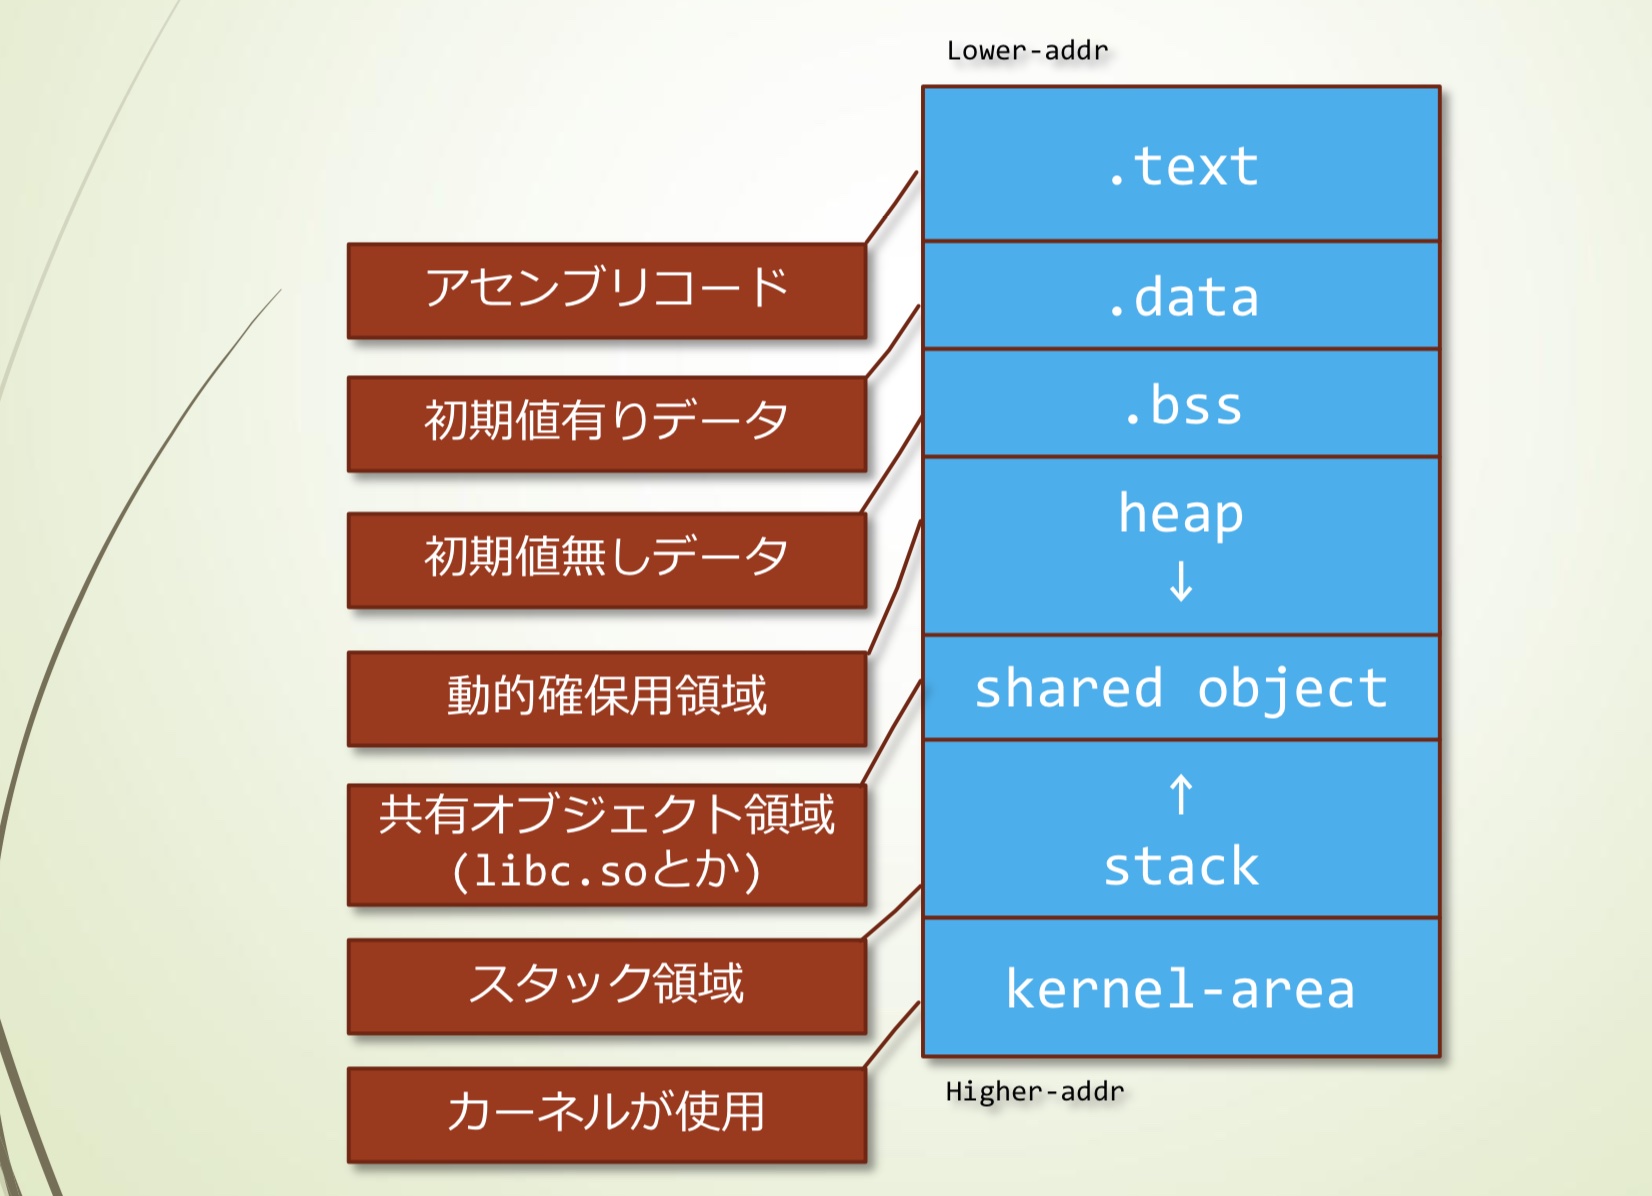 Lower-addr
.text
アセンブリコード
.data
初期値有りデータ
.bss
初期値無しデータ
heap
↓
動的確保用領域
shared object
共有オブジェクト領域
(libc.soとか)
↑
stack
スタック領域
kernel-area
カーネルが使用
Higher-addr